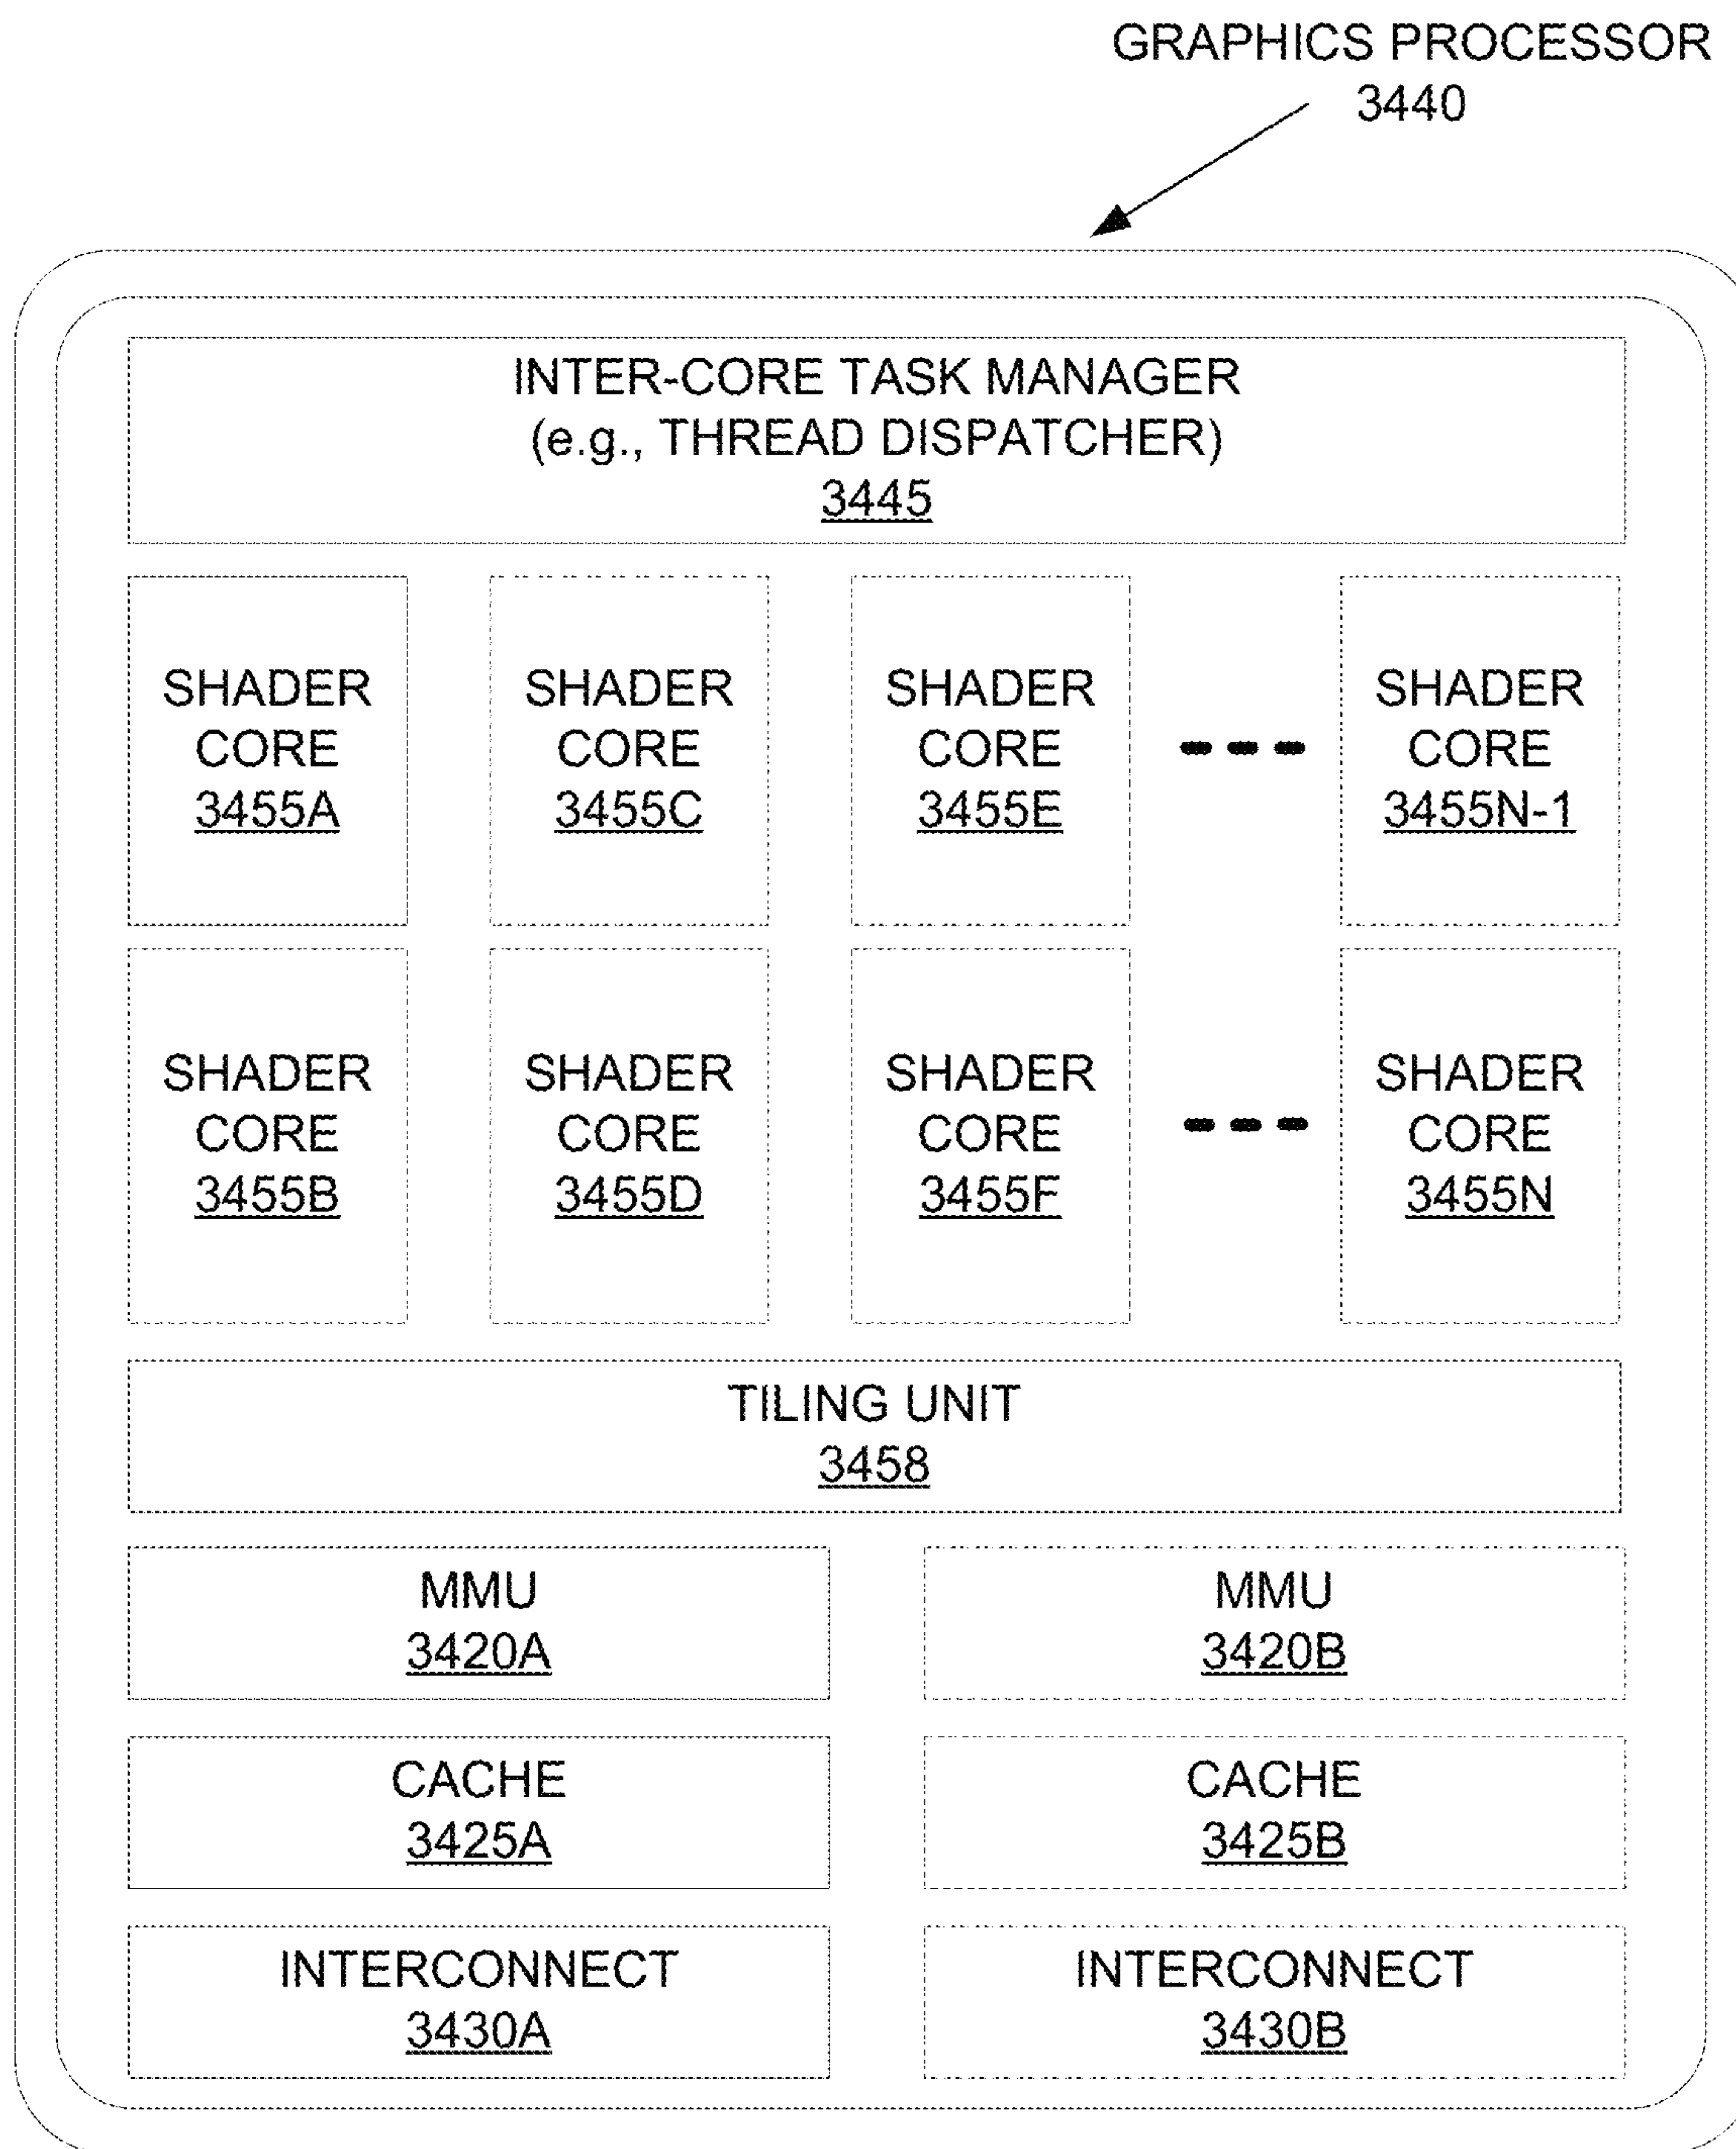 GRAPHICS PROCESSOR
3440
INTER-CORE TASK MANAGER
(e.g., THREAD DISPATCHER)
3445
SHADER
CORE
3455A
SHADER
CORE
3455C
SHADER
CORE
3455E
SHADER
CORE
3455N-1
SHADER
CORE
3455B
SHADER
CORE
3455D
SHADER
CORE
3455F
SHADER
CORE
3455N
TILING UNIT
3458
MMU
3420A
MMU
3420B
CACHE
3425A
CACHE
3425B
INTERCONNECT
3430A
INTERCONNECT
3430B